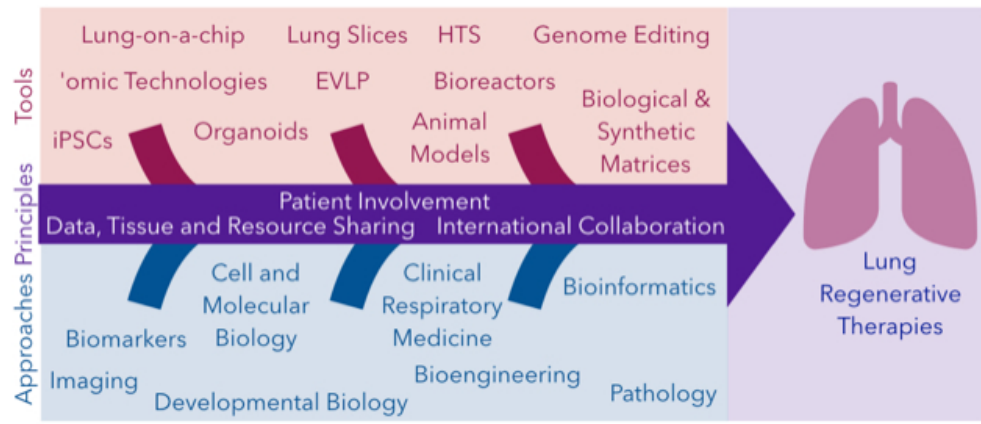 Tools
Lung-on-a-chip
Lung Slices
HTS
Genome Editing
'omic Technologies
EVLP
Bioreactors
Biological &
Synthetic
Matrices
iPSCs
Organoids
Animal
Models
Principles
Patient Involvement
Data, Tissue and Resource Sharing
International Collaboration
Approaches
Cell and
Molecular
Biology
Clinical
Respiratory
Medicine
Bioinformatics
Biomarkers
Imaging
Developmental Biology
Bioengineering
Pathology
Lung
Regenerative
Therapies